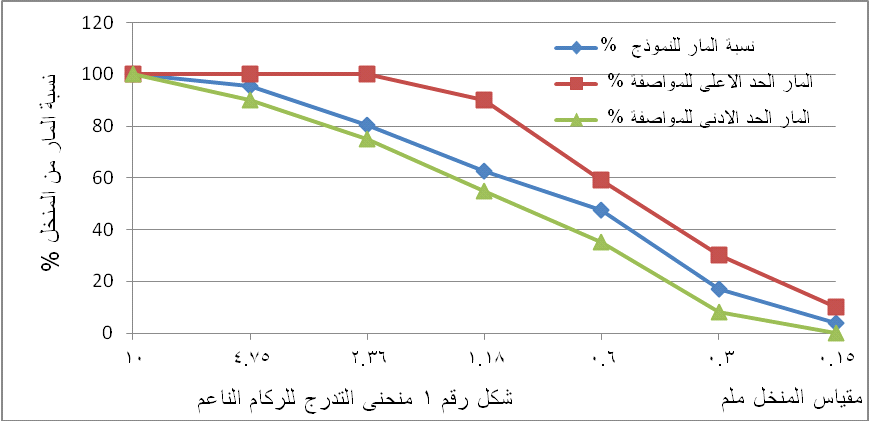 نسبة المار من المنخل %
120
100
80
60
40
20
0
نسبة المار للنموذج %
المار الحد الاعلى للمواصفة %
المار الحد الادنى للمواصفة %
١٠ ٤.٧٥ ٢.٣٦ ١.١٨ ٠.٦ ٠.٣ ٠.١٥
مقياس المنخل ملم
شكل رقم ١ منحنى التدرج للركام الناعم